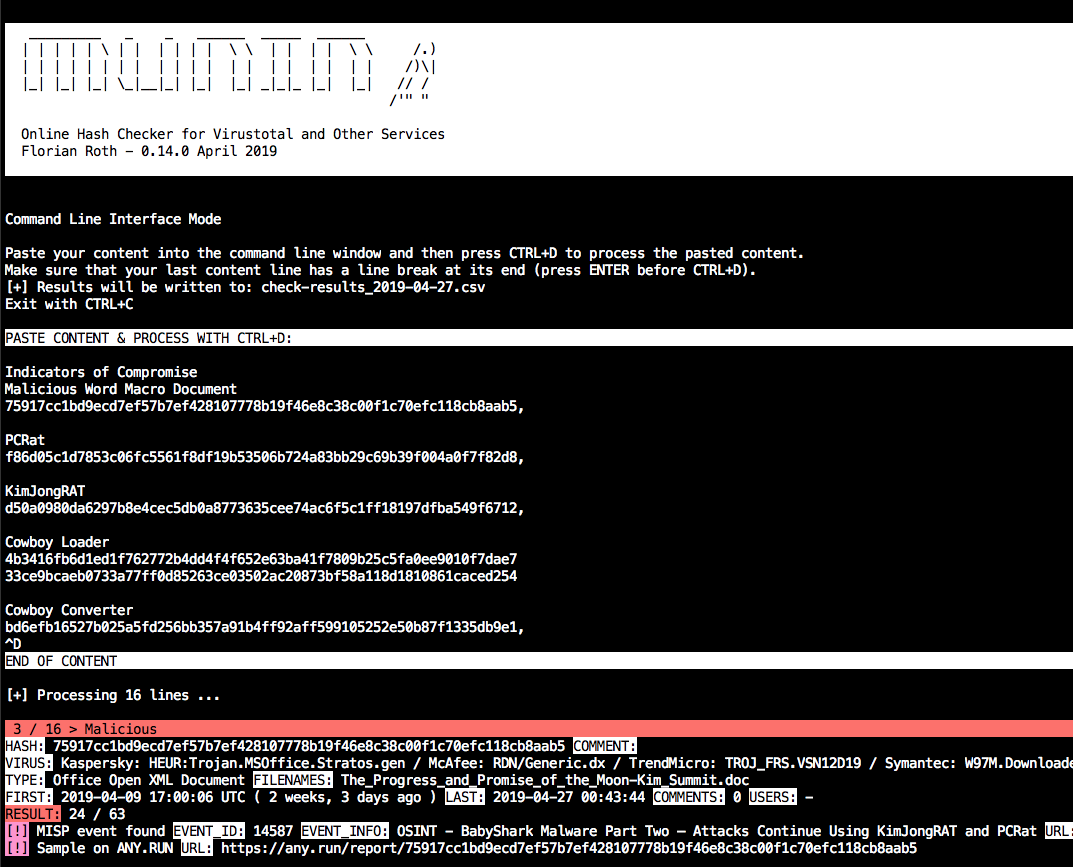 Online Hash Checker for Virustotal and Other Services
Florian Roth - 0.14.0 April 2019
Command Line Interface Mode
Paste your content into the command line window and then press CTRL+D to process the pasted content.
Make sure that your last content line has a line break at its end (press ENTER before CTRL+D).
[+] Results will be written to: check-results_2019-04-27.csv
Exit with CTRL+C
PASTE CONTENT & PROCESS WITH CTRL+D:
Indicators of Compromise
Malicious Word Macro Document
75917cc1bd9ecd7ef57b7ef428107778b19f46e8c38c00f1c70efc118cb8aab5,
PCRat
f86d05c1d7853c06fc5561f8df19b53506b724a83bb29c69b39f004a0f7f82d8,
KimJongRAT
d50a0980da6297b8e4cec5db0a8773635cee74ac6f5c1ff18197dfba549f6712,
Cowboy Loader
4b3416fb6d1ed1f762772b4dd4f4f652e63ba41f7809b25c5fa0ee9010f7dae7
33ce9bcaeb0733a77ff0d85263ce03502ac20873bf58a118d1810861caced254
Cowboy Converter
bd6efb16527b025a5fd256bb357a91b4ff92aff599105252e50b87f1335db9e1,
^D
END OF CONTENT
[+] Processing 16 lines ...
3 / 16 > Malicious
HASH: 75917cc1bd9ecd7ef57b7ef428107778b19f46e8c38c00f1c70efc118cb8aab5 COMMENT:
VIRUS: Kaspersky: HEUR:Trojan.MSOffice.Stratos.gen / McAfee: RDN/Generic.dx / TrendMicro: TROJ_FRS.VSN12D19 / Symantec: W97M.Downloade
TYPE: Office Open XML Document FILENAMES: The_Progress_and_Promise_of_the_Moon-Kim_Summit.doc
FIRST: 2019-04-09 17:00:06 UTC ( 2 weeks, 3 days ago ) LAST: 2019-04-27 00:43:44 COMMENTS: 0 USERS: -
RESULT: 24 / 63
[!] MISP event found EVENT_ID: 14587 EVENT_INFO: OSINT - BabyShark Malware Part Two – Attacks Continue Using KimJongRAT and PCRat URL:
[!] Sample on ANY.RUN URL: https://any.run/report/75917cc1bd9ecd7ef57b7ef428107778b19f46e8c38c00f1c70efc118cb8aab5